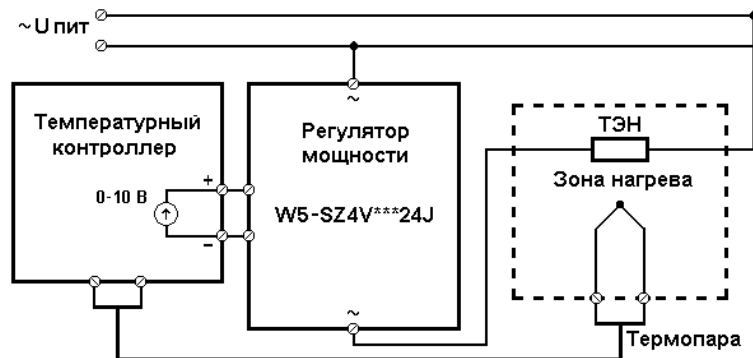 ~U пит
Температурный
контроллер
0-10 В
+
−
~
Регулятор
мощности
W5-SZ4V***24J
~
ТЭН
Зона нагрева
Термопара